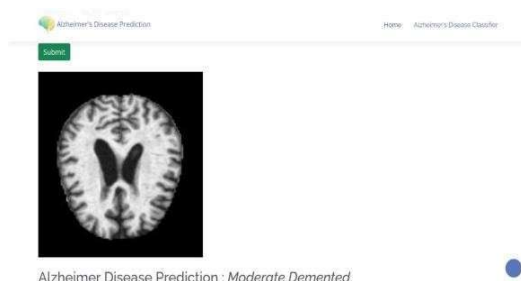 Alzheimer's Disease Prediction
Home Alzheimer's Disease Classifier
Submit
Alzheimer Disease Prediction : Moderate Demented